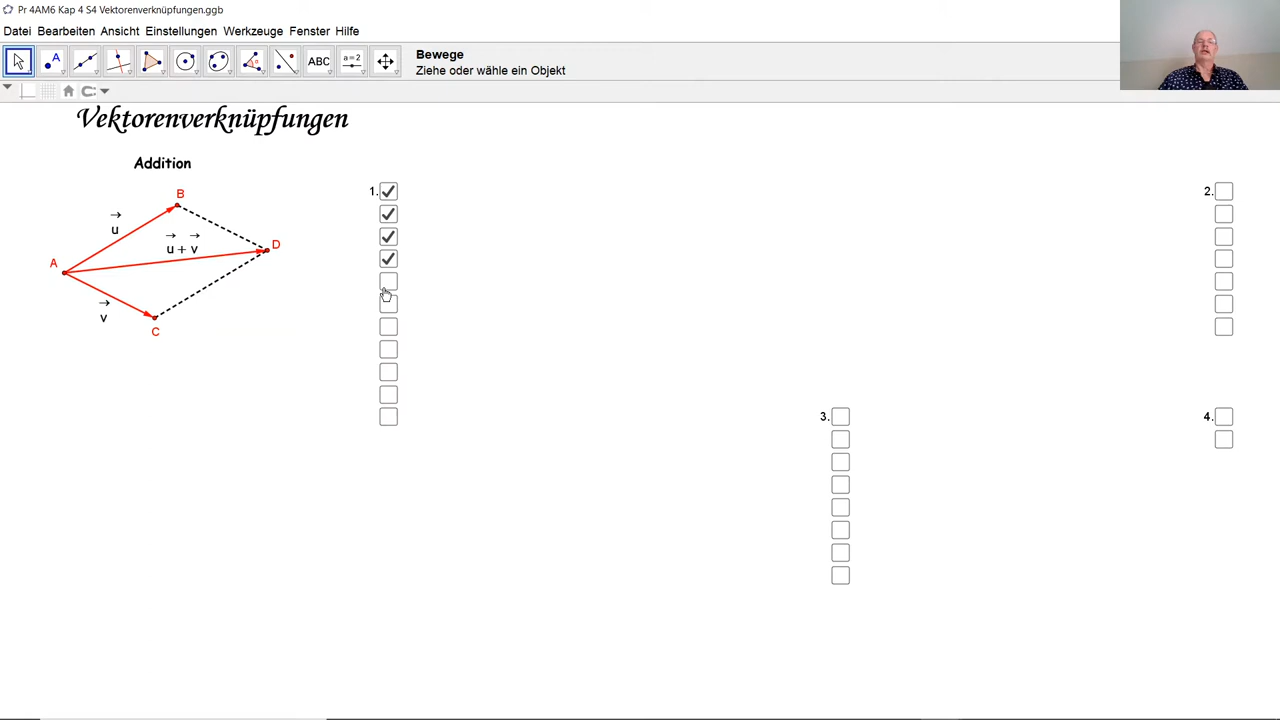 Pr 4AM6 Kap 4 S4 Vektorenverknüpfungen.ggb
Datei Bearbeiten Ansicht Einstellungen Werkzeuge Fenster Hilfe
A
ABC
a=2
Bewege
Ziehe oder wähle ein Objekt
Vektorenverknüpfungen
Addition
1.
2.
B
u
u + v
D
A
v
C
3.
4.